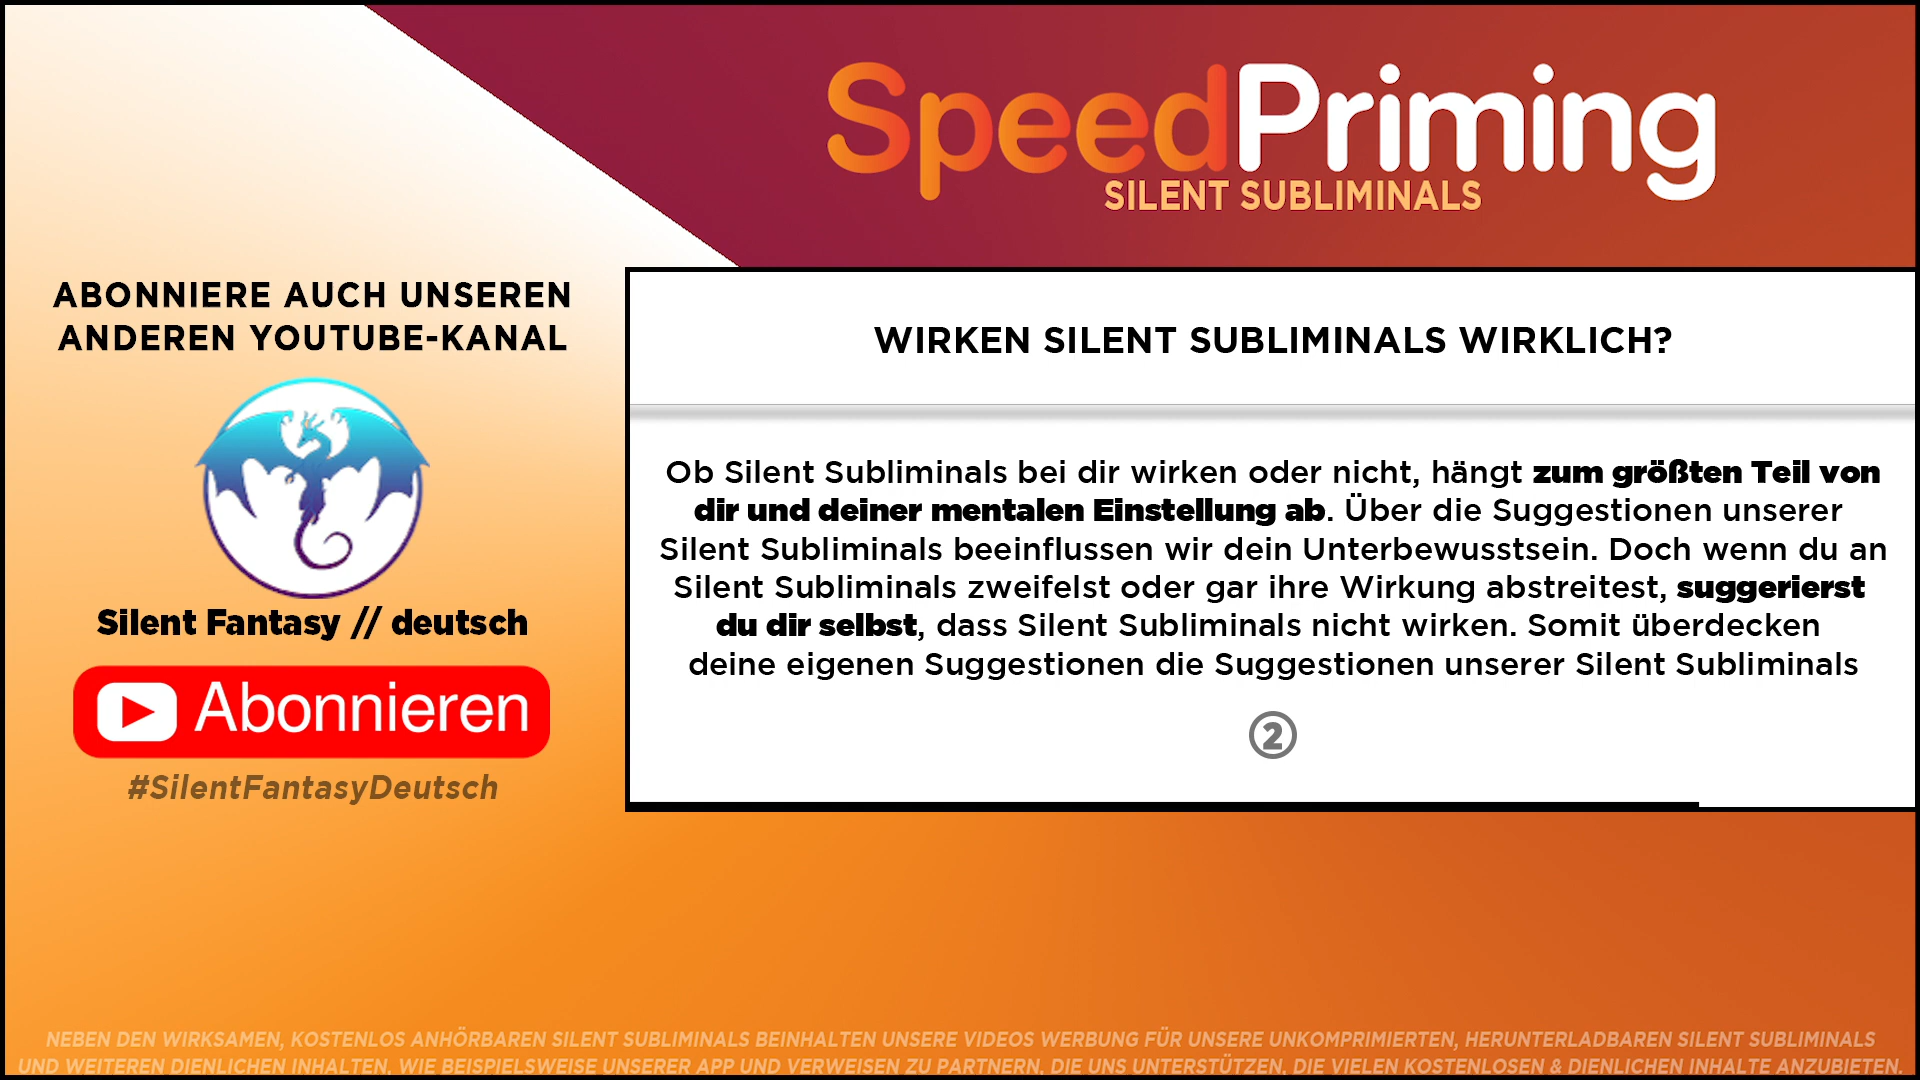 SpeedPriming
SILENT SUBLIMINALS
ABONNIERE AUCH UNSEREN
ANDEREN YOUTUBE-KANAL
Silent Fantasy // deutsch
Abonnieren
#SilentFantasyDeutsch
WIRKEN SILENT SUBLIMINALS WIRKLICH?
Ob Silent Subliminals bei dir wirken oder nicht, hängt zum größten Teil von
dir und deiner mentalen Einstellung ab. Über die Suggestionen unserer
Silent Subliminals beeinflussen wir dein Unterbewusstsein. Doch wenn du an
Silent Subliminals zweifelst oder gar ihre Wirkung abstreitest, suggerierst
du dir selbst, dass Silent Subliminals nicht wirken. Somit überdecken
deine eigenen Suggestionen die Suggestionen unserer Silent Subliminals
2
NEBEN DEN WIRKSAMEN, KOSTENLOS ANHÖRBAREN SILENT SUBLIMINALS BEINHALTEN UNSERE VIDEOS WERBUNG FÜR UNSERE UNKOMPRIMIERTEN, HERUNTERLADBAREN SILENT SUBLIMINALS
UND WEITEREN DIENLICHEN INHALTEN, WIE BEISPIELSWEISE UNSERER APP UND VERWEISEN ZU PARTNERN, DIE UNS UNTERSTÜTZEN, DIE VIELEN KOSTENLOSEN & DIENLICHEN INHALTE ANZUBIETEN.